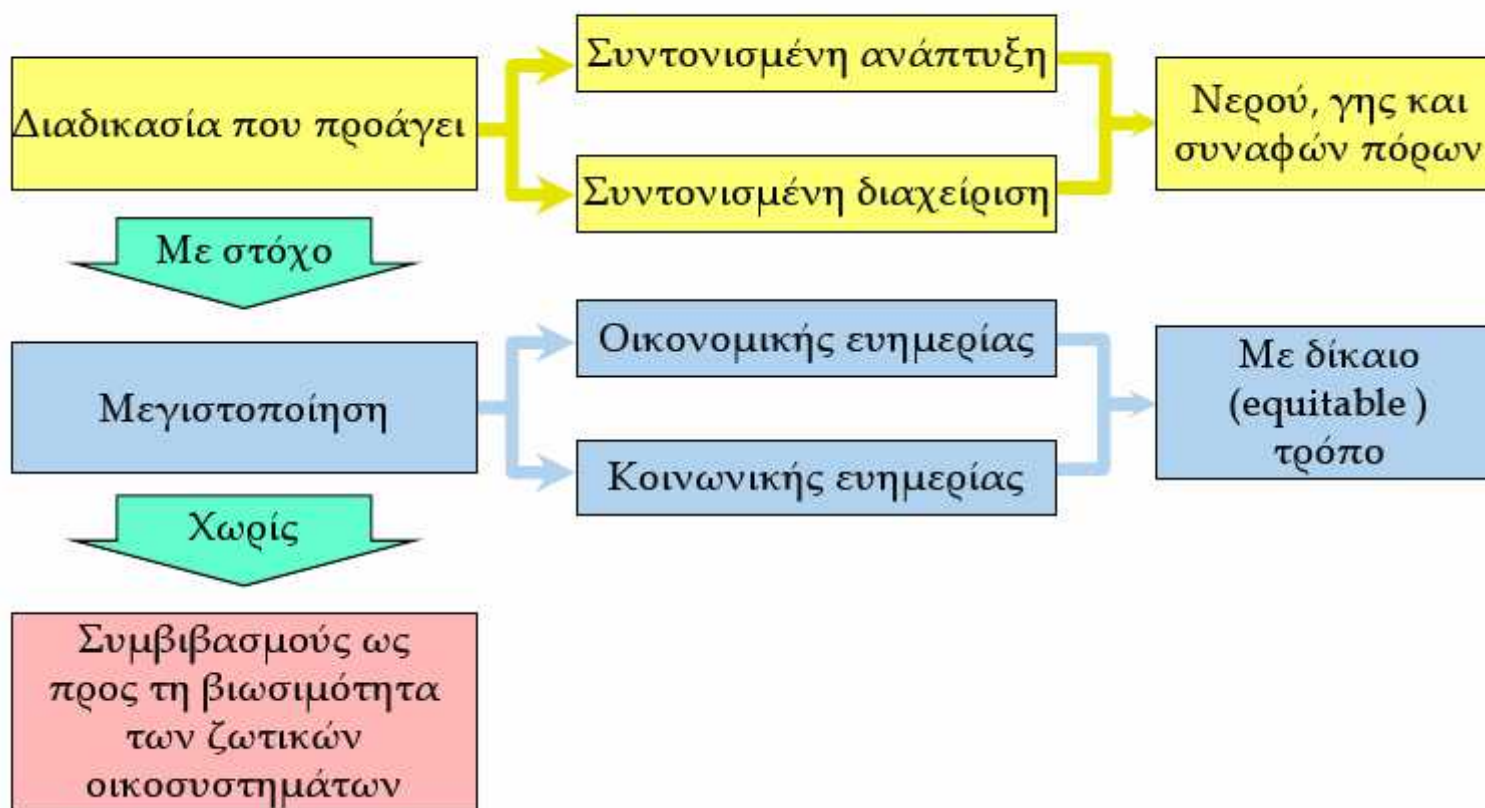 Διαδικασία που προάγει
Συντονισμένη ανάπτυξη
Συντονισμένη διαχείριση
Νερού, γης και
συναφών πόρων
Με στόχο
Μεγιστοποίηση
Οικονομικής ευημερίας
Κοινωνικής ευημερίας
Με δίκαιο
(equitable )
τρόπο
Χωρίς
Συμβιβασμούς ως
προς τη βιωσιμότητα
των ζωτικών
οικοσυστημάτων